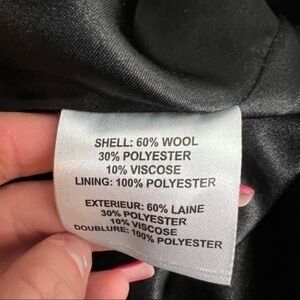 SHELL: 60% WOOL
30% POLYESTER
10% VISCOSE
LINING: 100% POLYESTER
EXTERIEUR: 60% LAINE
30% POLYESTER
10% VISCOSE
DOUBLURE: 100% POLYESTER